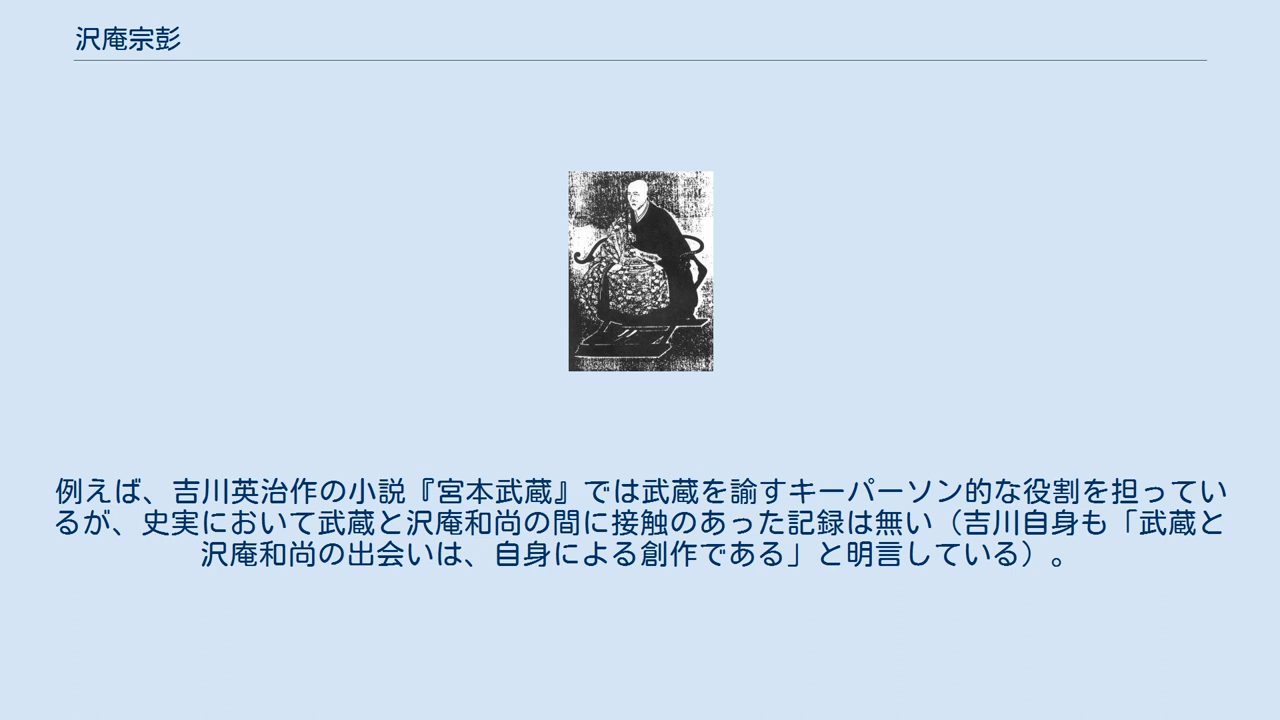 沢庵宗彭
例えば、吉川英治作の小説『宮本武蔵』では武蔵を諭すキーパーソン的な役割を担ってい
るが、史実において武蔵と沢庵和尚の間に接触のあった記録は無い（吉川自身も「武蔵と
沢庵和尚の出会いは、自身による創作である」と明言している）。